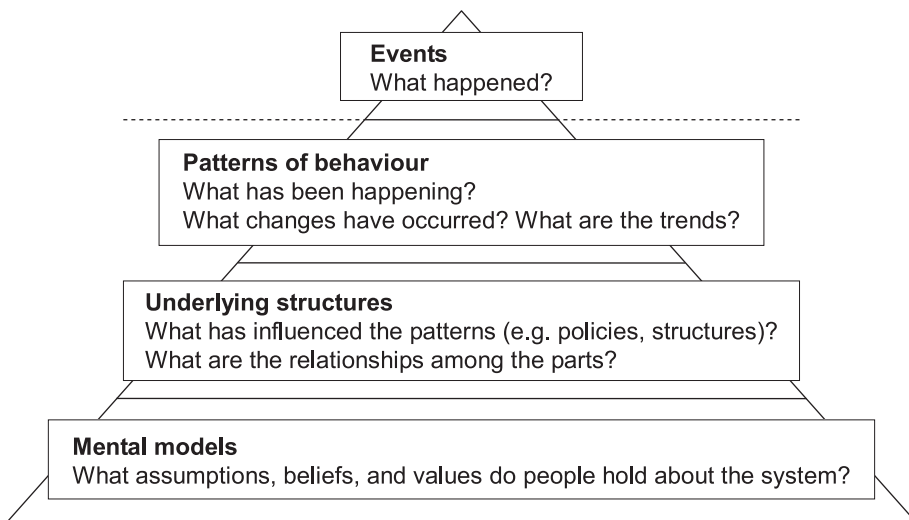 Events
What happened?
Patterns of behaviour
What has been happening?
What changes have occurred? What are the trends?
Underlying structures
What has influenced the patterns (e.g. policies, structures)?
What are the relationships among the parts?
Mental models
What assumptions, beliefs, and values do people hold about the system?